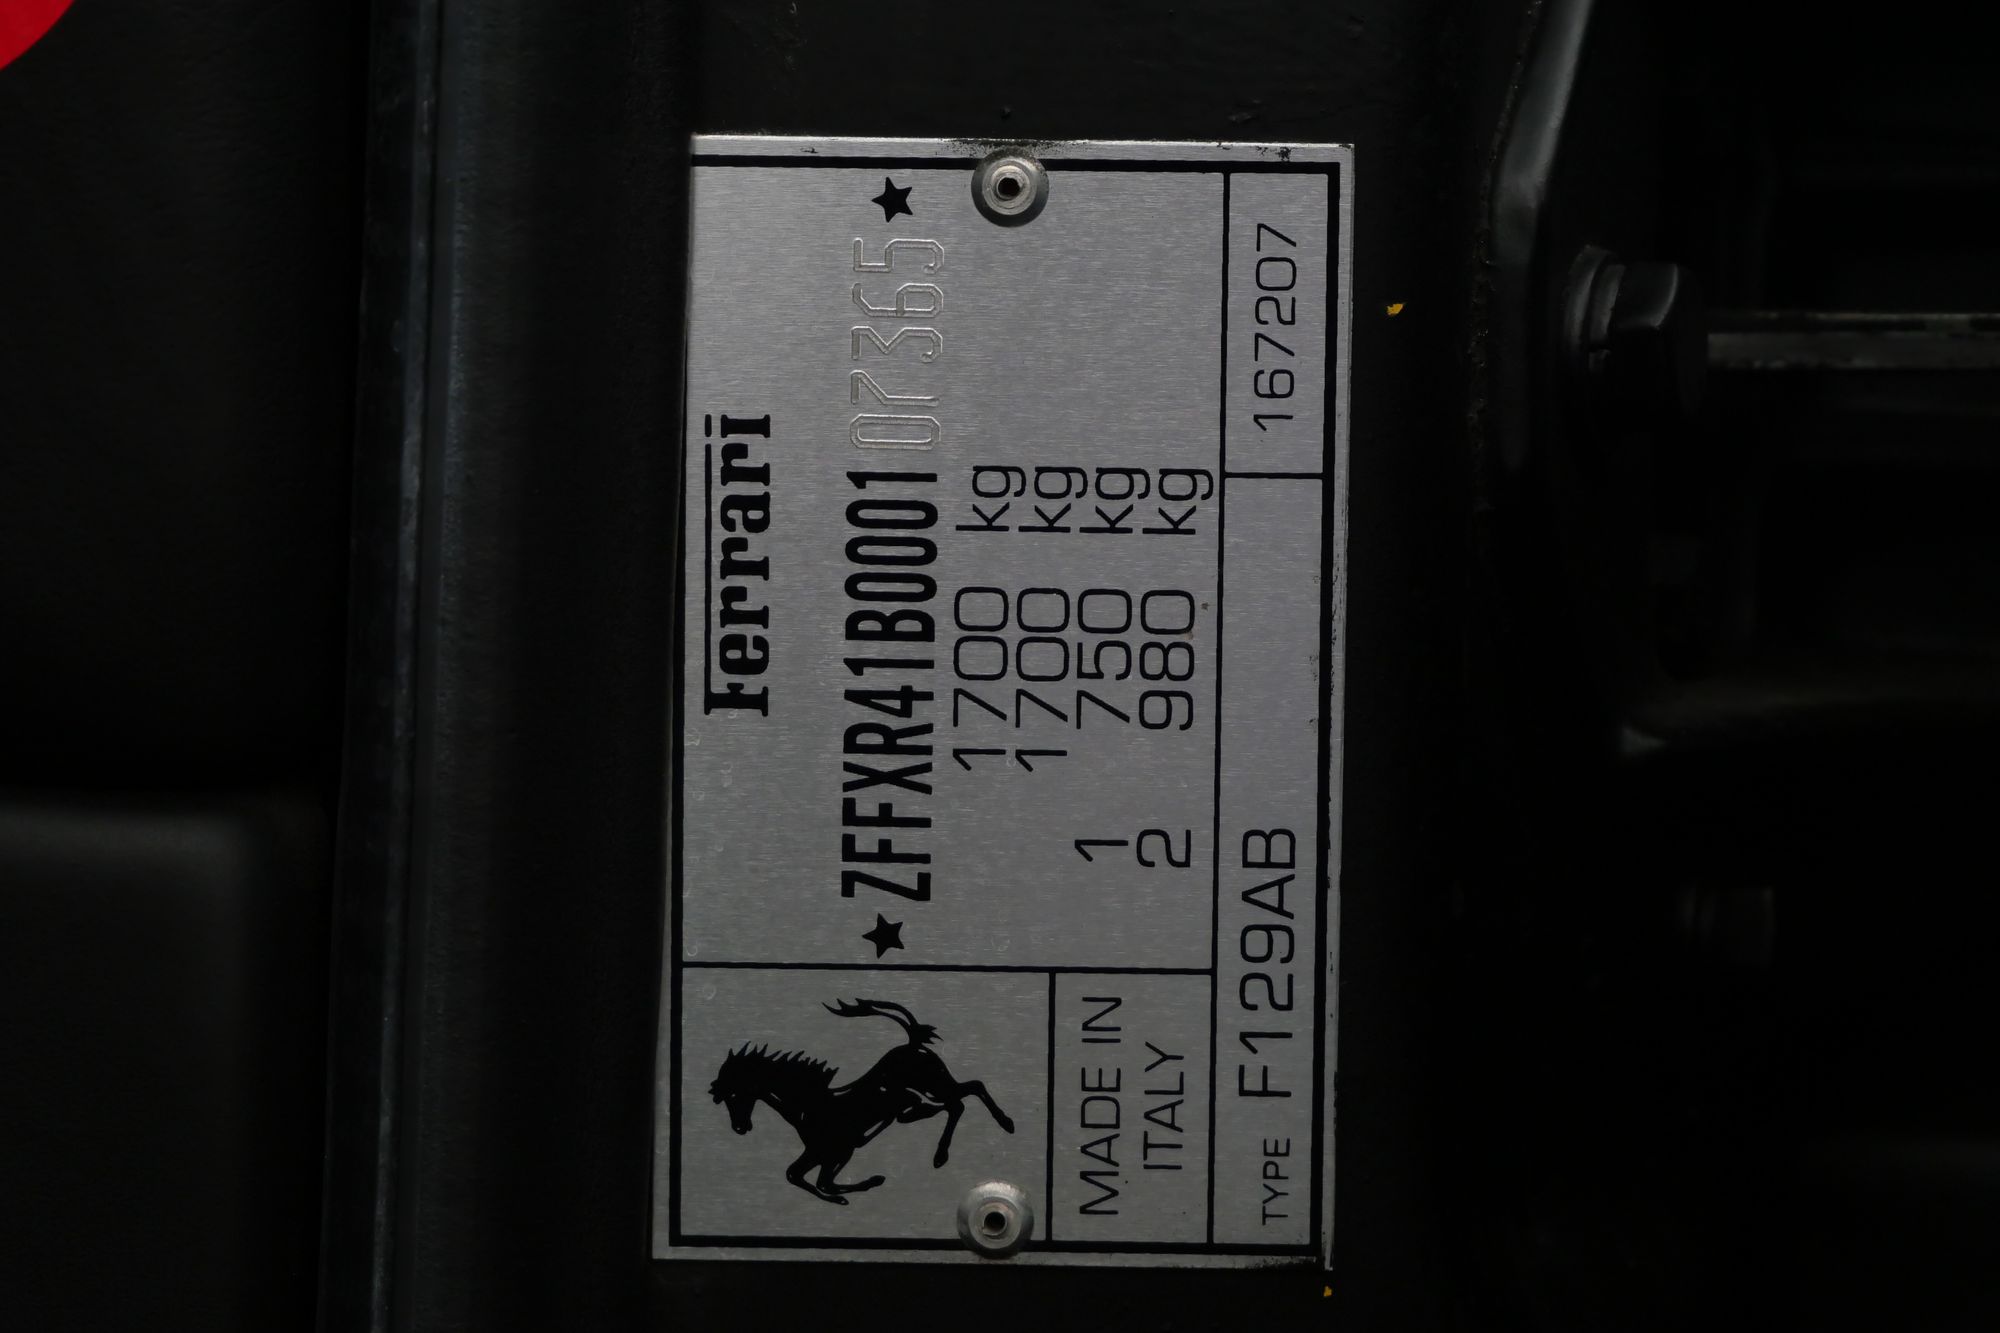 Ferrari
★ZFFXR41B000107365★
1700 kg
1700 kg
1 750 kg
2 980 kg
MADE IN
ITALY
TYPE F129AB
167207